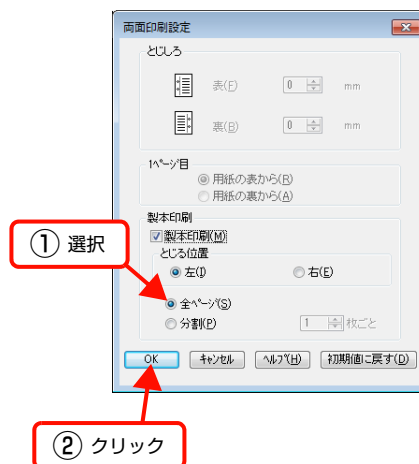 両面印刷設定
とじしろ
表(F) 0 mm
裏(B) 0 mm
1ﾍﾟｰｼﾞ目
用紙の表から(R)
用紙の裏から(A)
製本印刷
① 選択
製本印刷(M)
とじる位置
左(I) 右(E)
全ﾍﾟｰｼﾞ(S)
分割(P) 1 枚ごと
OK ｷｬﾝｾﾙ ﾍﾙﾌﾟ(H) 初期値に戻す(D)
② クリック